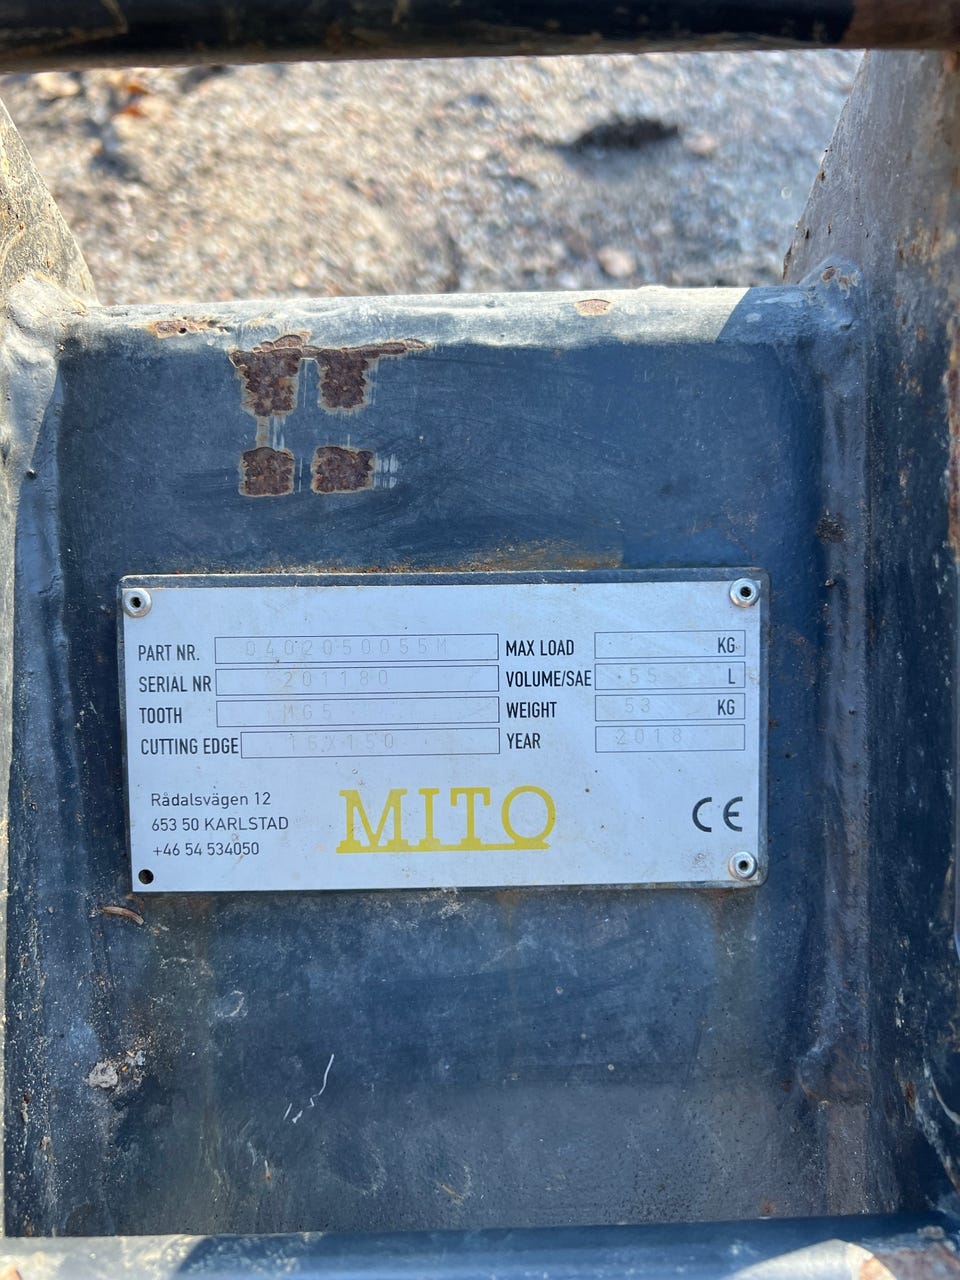 PART NR. 0402050055M MAX LOAD KG
SERIAL NR 201180 VOLUME/SAE 55 L
TOOTH MG5 WEIGHT 53 KG
CUTTING EDGE 16X150 YEAR 2018
Rådalsvägen 12
653 50 KARLSTAD
+46 54 534050
MITO
CE